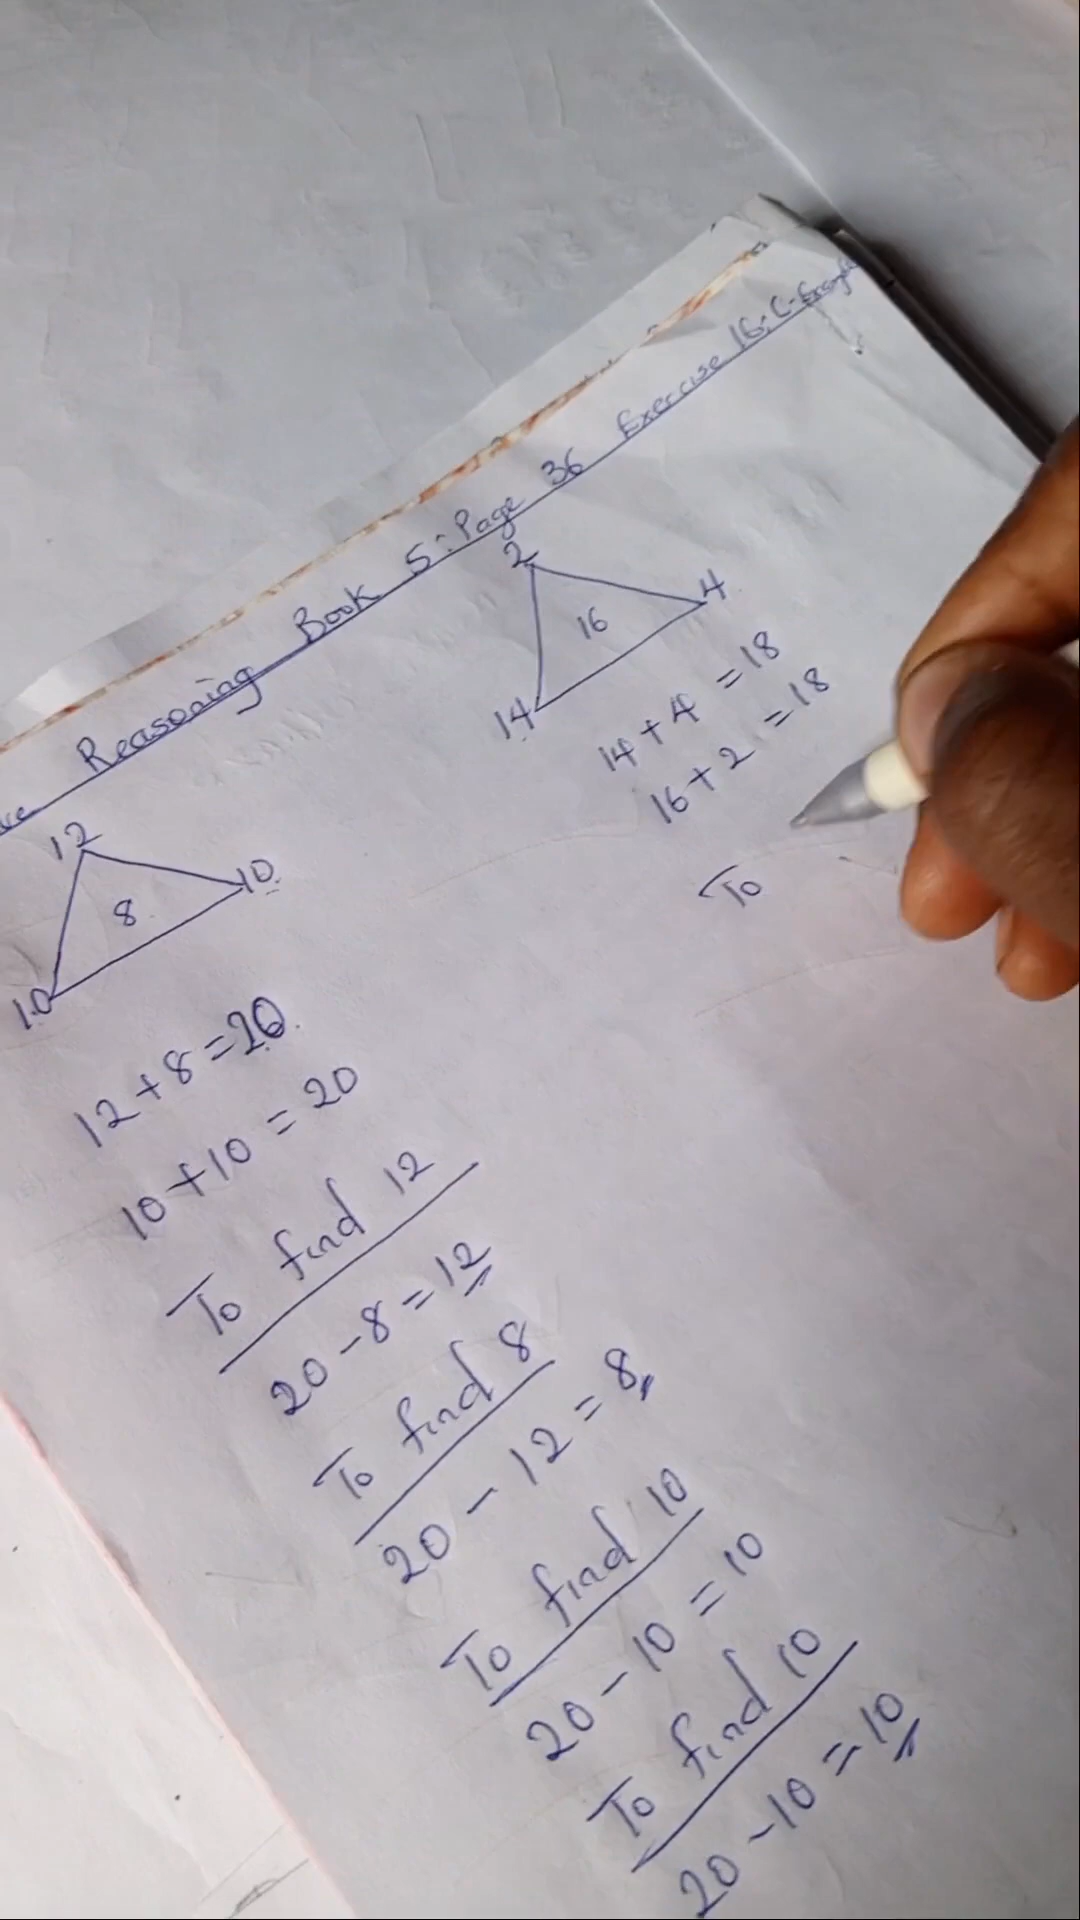 Reasoning Book 5: Page 36 Exercise 16:
12
8
10
10
12 + 8 = 20
10 + 10 = 20
To find 12
20 - 8 = 12
To find 8
20 - 12 = 8
To find 10
20 - 10 = 10
To find 10
20 - 10 = 10
2
16
4
14
14 + 4 = 18
16 + 2 = 18
To